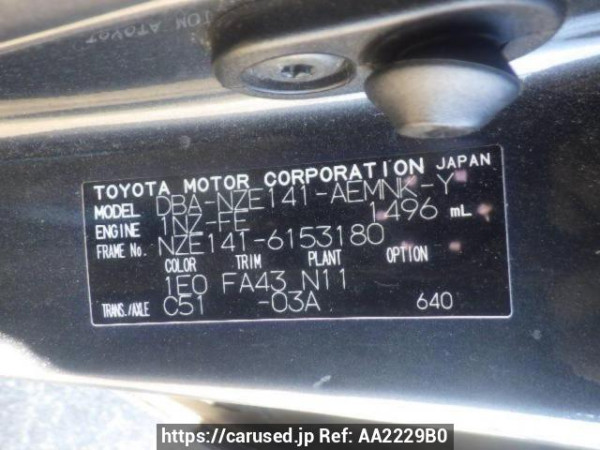 TOYOTA MOTOR CORPORATION JAPAN
MODEL DBA-NZE141-AEMNK-Y
ENGINE 1NZ-FE 1496 mL
FRAME No. NZE141-6153180
COLOR TRIM PLANT OPTION
1E0 FA43 N11
TRANS./AXLE C51 -03A 640
https://carused.jp Ref: AA2229B0